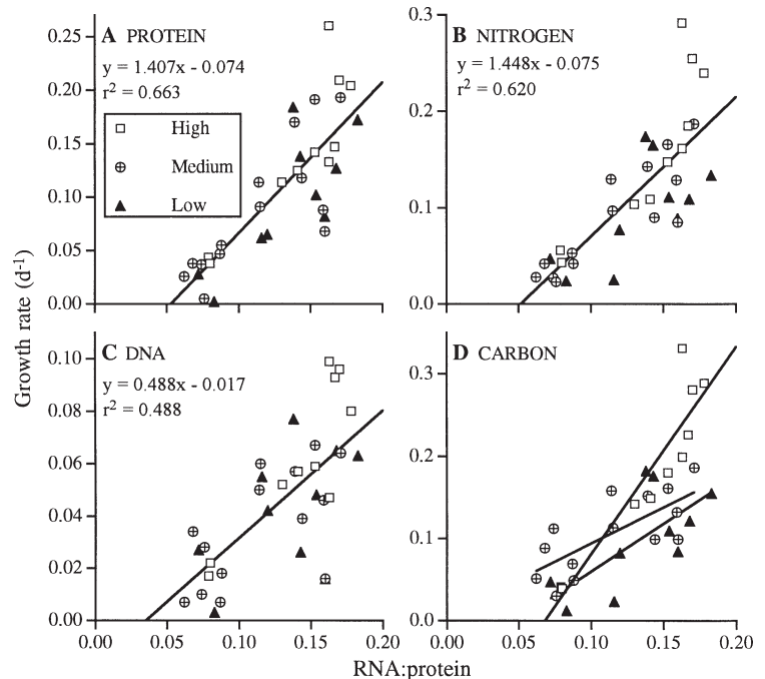 A PROTEIN
y = 1.407x - 0.074
r² = 0.663
High
Medium
Low
0.25
0.20
0.15
0.10
0.05
0.00
B NITROGEN
y = 1.448x - 0.075
r² = 0.620
0.3
0.2
0.1
0.0
Growth rate (d⁻¹)
C DNA
y = 0.488x - 0.017
r² = 0.488
0.10
0.08
0.06
0.04
0.02
0.00
0.00 0.05 0.10 0.15 0.20
D CARBON
0.3
0.2
0.1
0.0
0.00 0.05 0.10 0.15 0.20
RNA:protein